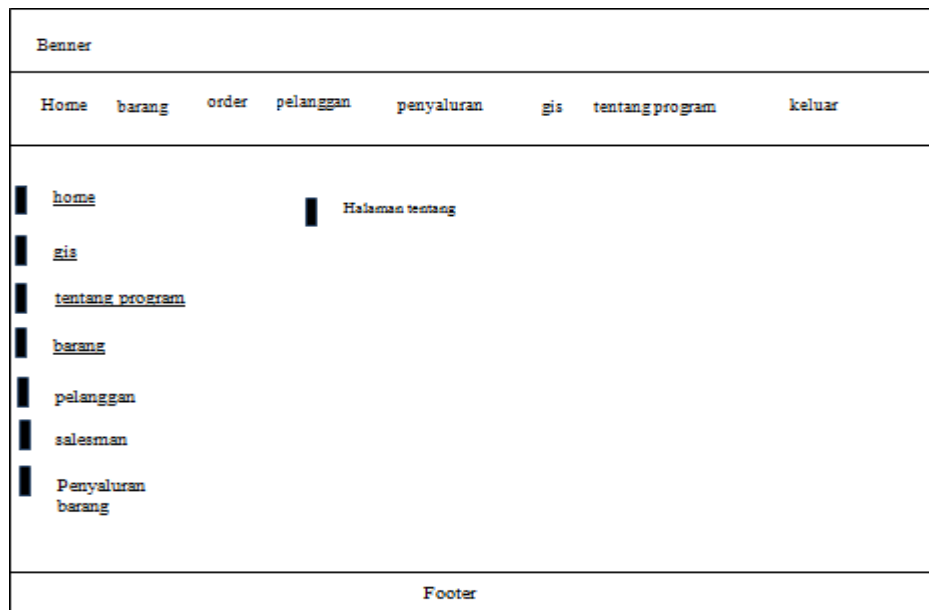 Benner
Home barang order pelanggan penyaluran gis tentang program keluar
home
Halaman tentang
gis
tentang program
barang
pelanggan
salesman
Penyaluran
barang
Footer